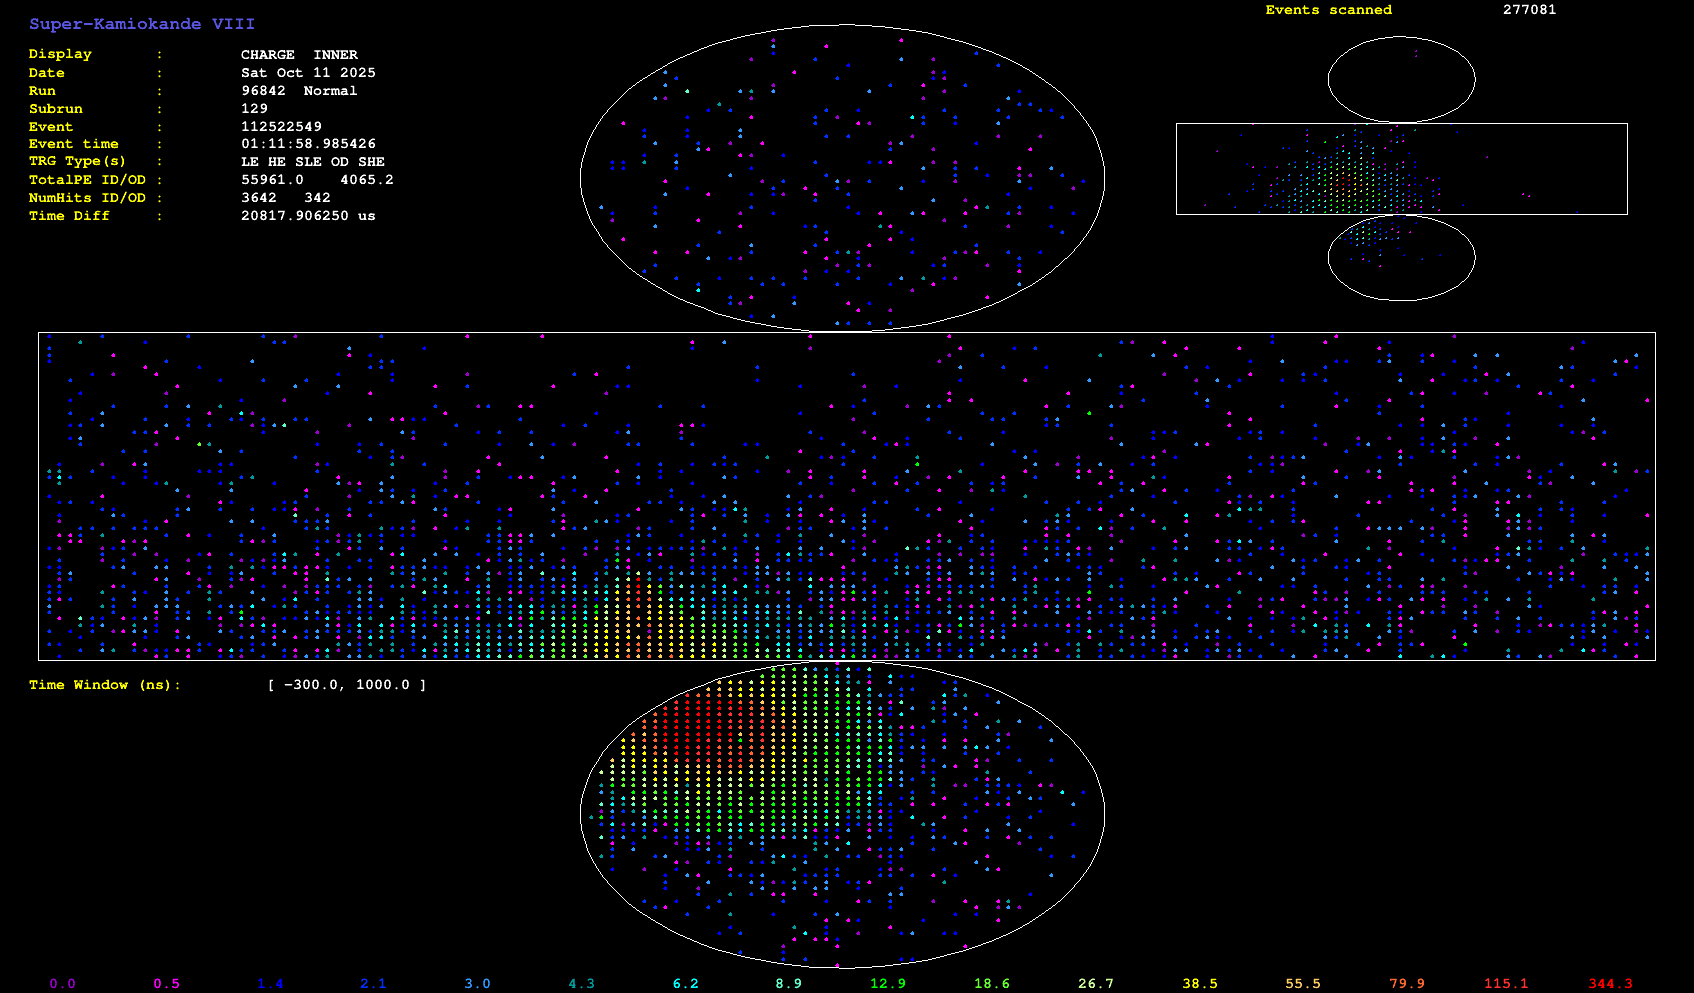 Super-Kamiokande VIII
Events scanned 277081
Display : CHARGE INNER
Date : Sat Oct 11 2025
Run : 96842 Normal
Subrun : 129
Event : 112522549
Event time : 01:11:58.985426
TRG Type(s) : LE HE SLE OD SHE
TotalPE ID/OD : 55961.0 4065.2
NumHits ID/OD : 3642 342
Time Diff : 20817.906250 us
Time Window (ns): [ -300.0, 1000.0 ]
0.0 0.5 1.4 2.1 3.0 4.3 6.2 8.9 12.9 18.6 26.7 38.5 55.5 79.9 115.1 344.3